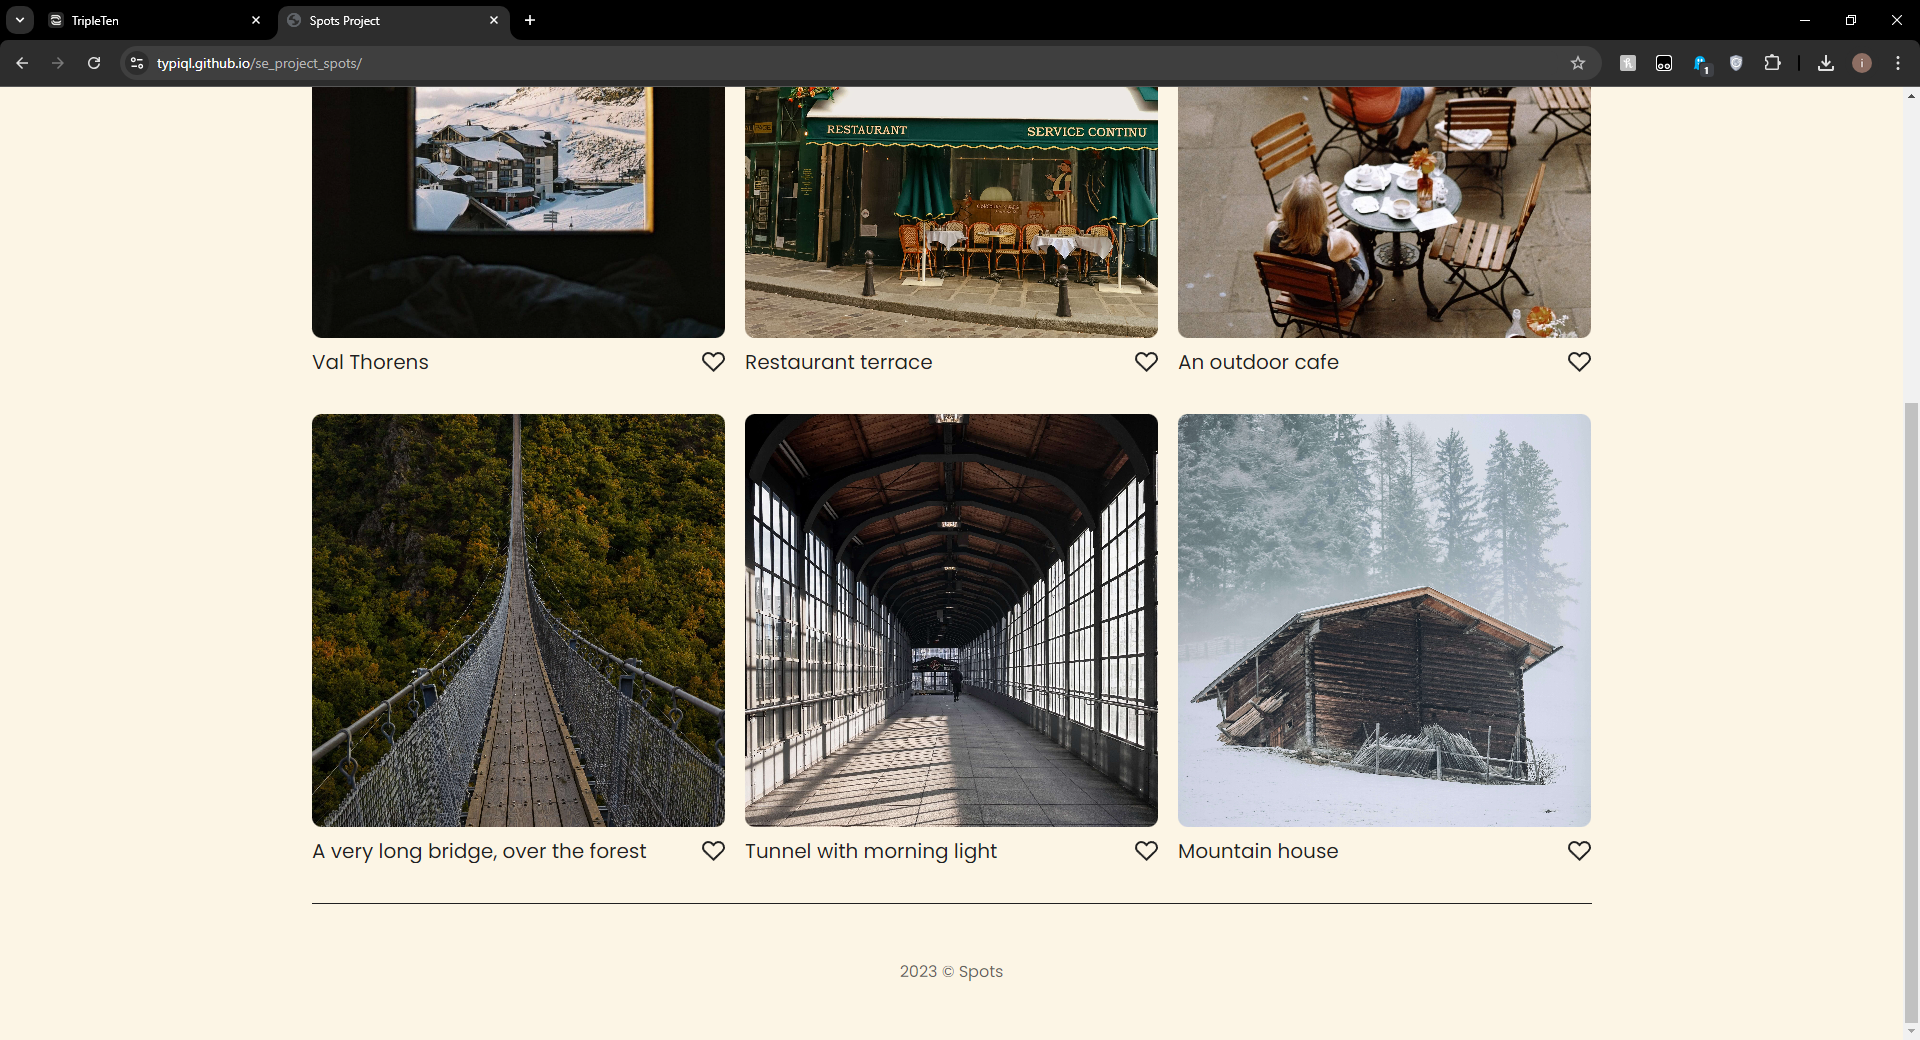 TripleTen
Spots Project
typiql.github.io/se_project_spots/
1
i
RESTAURANT
SERVICE CONTINU
Val Thorens
Restaurant terrace
An outdoor cafe
A very long bridge, over the forest
Tunnel with morning light
Mountain house
2023 © Spots